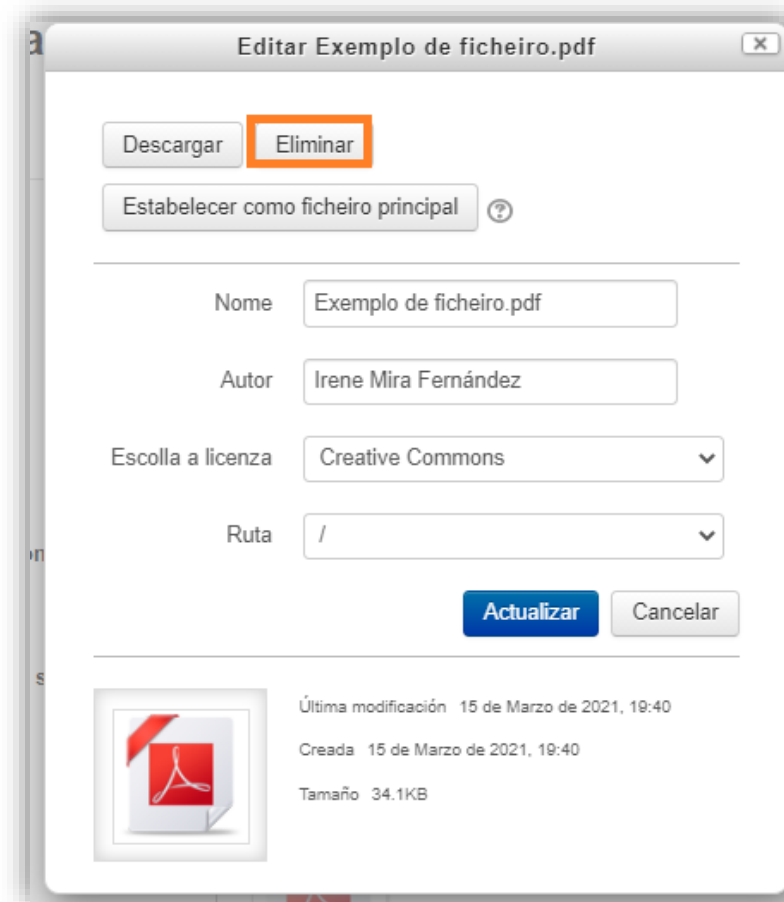 Editar Exemplo de ficheiro.pdf
Descargar Eliminar
Estabelecer como ficheiro principal ?
Nome Exemplo de ficheiro.pdf
Autor Irene Mira Fernández
Escolla a licenza Creative Commons
Ruta /
Actualizar Cancelar
Última modificación 15 de Marzo de 2021, 19:40
Creada 15 de Marzo de 2021, 19:40
Tamaño 34.1KB